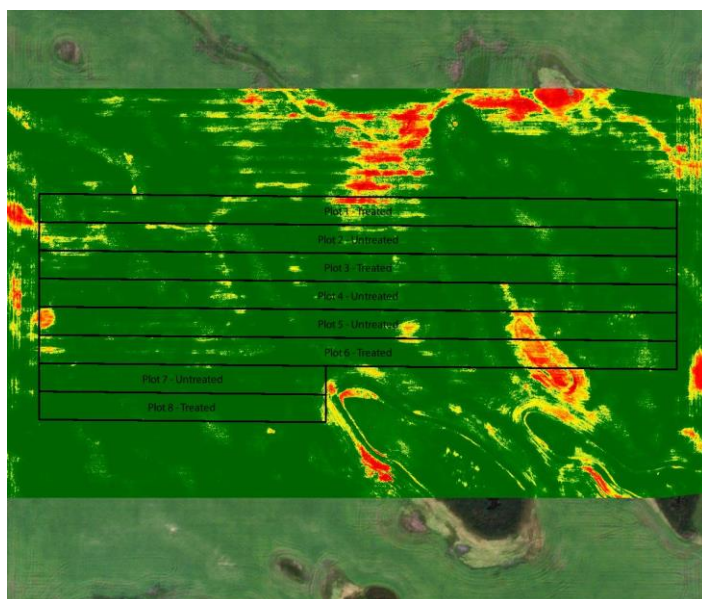 Plot 1 - Treated
Plot 2 - Untreated
Plot 3 - Treated
Plot 4 - Untreated
Plot 5 - Untreated
Plot 6 - Treated
Plot 7 - Untreated
Plot 8 - Treated